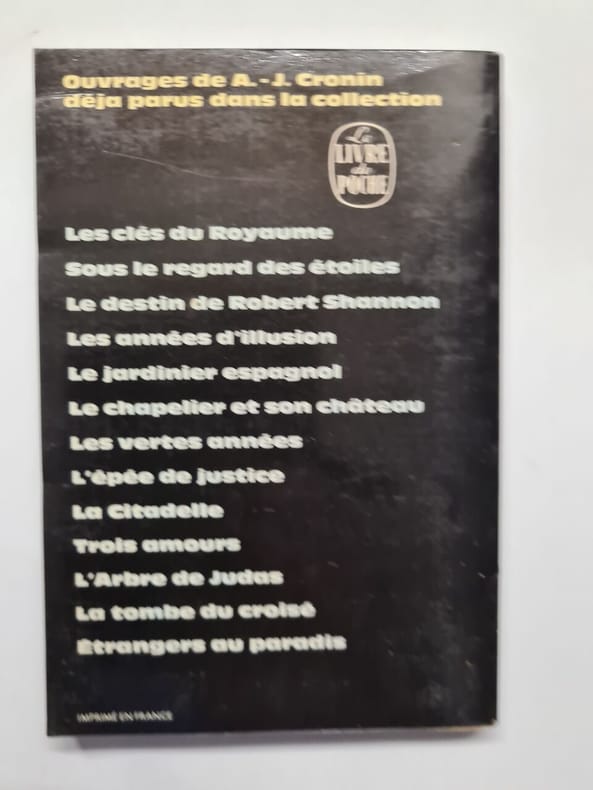 Ouvrages de A.-J. Cronin
déja parus dans la collection
Le
LIVRE
de
POCHE
Les clés du Royaume
Sous le regard des étoiles
Le destin de Robert Shannon
Les années d'illusion
Le jardinier espagnol
Le chapelier et son château
Les vertes années
L'épée de justice
La Citadelle
Trois amours
L'Arbre de Judas
La tombe du croisé
Étrangers au paradis
IMPRIMÉ EN FRANCE